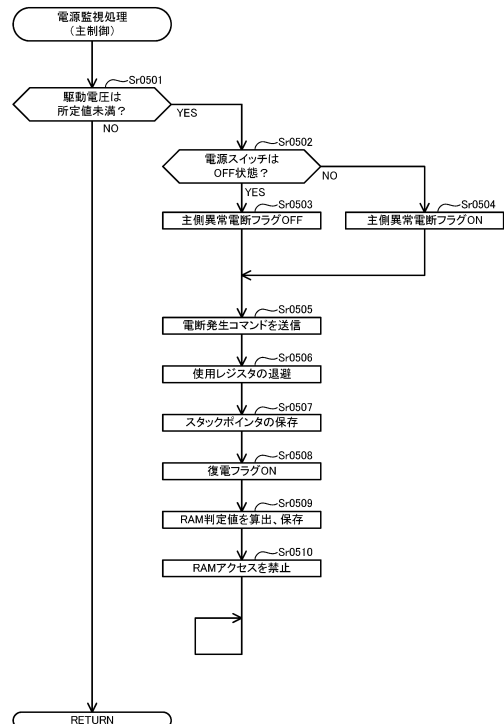 電源監視処理
(主制御)
Sr0501
駆動電圧は
所定値未満？
YES
NO
Sr0502
電源スイッチは
OFF状態？
NO
YES
Sr0503
主側異常電断フラグOFF
Sr0504
主側異常電断フラグON
Sr0505
電断発生コマンドを送信
Sr0506
使用レジスタの退避
Sr0507
スタックポインタの保存
Sr0508
復電フラグON
Sr0509
RAM判定値を算出、保存
Sr0510
RAMアクセスを禁止
RETURN